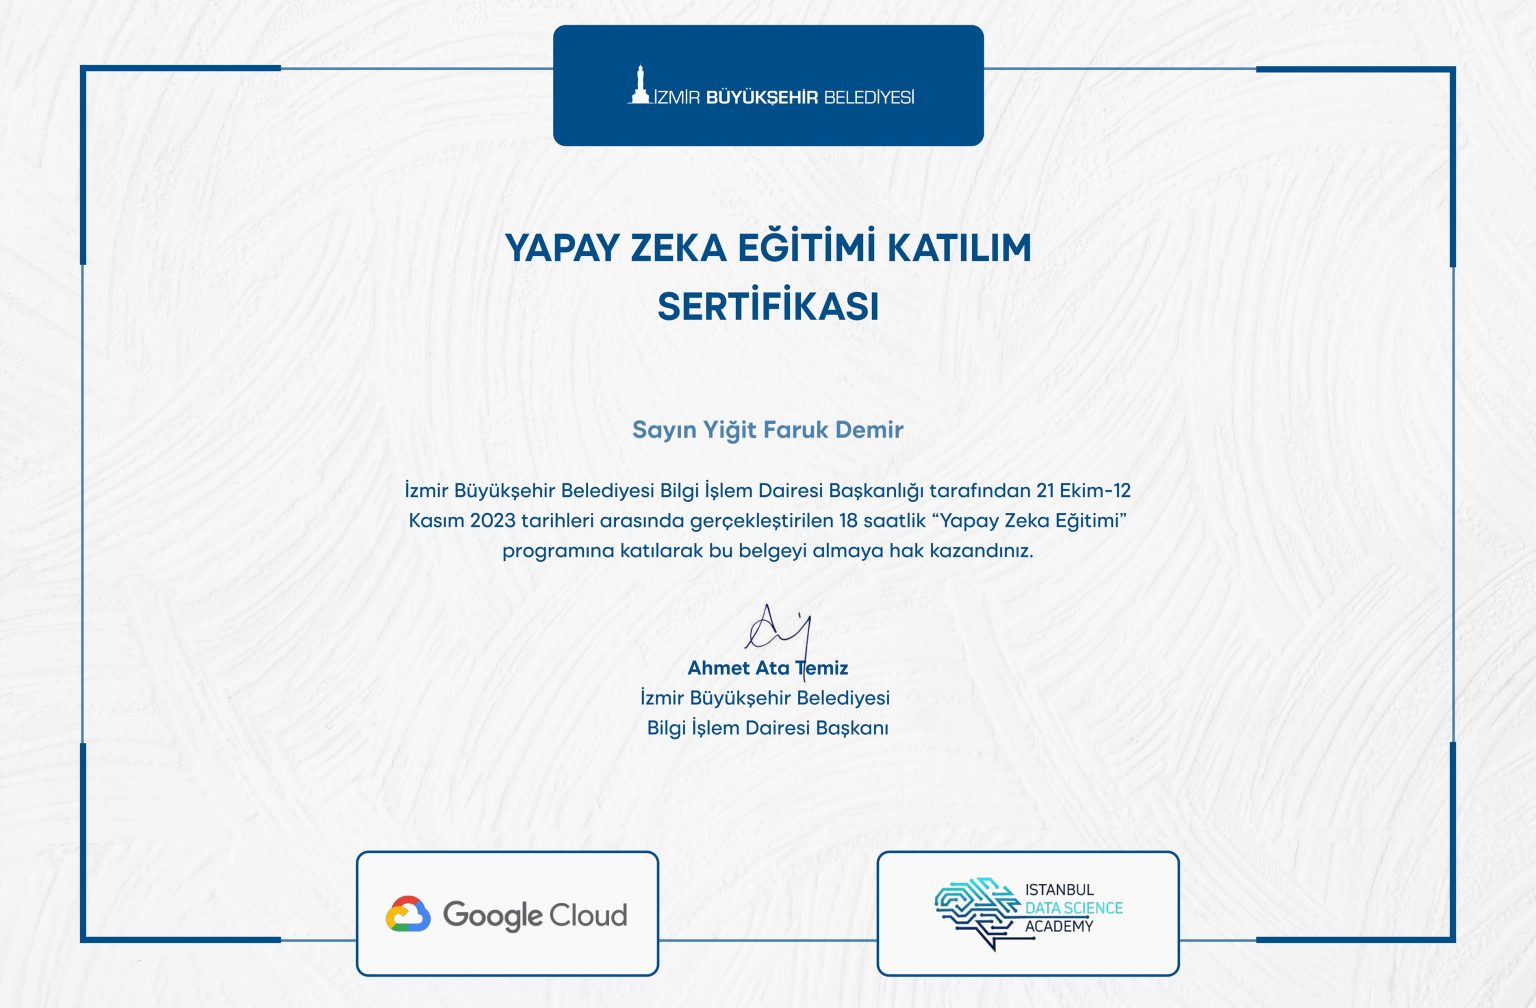 İZMİR BÜYÜKŞEHİR BELEDİYESİ
YAPAY ZEKA EĞİTİMİ KATILIM
SERTİFİKASI
Sayın Yiğit Faruk Demir
İzmir Büyükşehir Belediyesi Bilgi İşlem Dairesi Başkanlığı tarafından 21 Ekim-12
Kasım 2023 tarihleri arasında gerçekleştirilen 18 saatlik “Yapay Zeka Eğitimi”
programına katılarak bu belgeyi almaya hak kazandınız.
Ahmet Ata Temiz
İzmir Büyükşehir Belediyesi
Bilgi İşlem Dairesi Başkanı
Google Cloud
ISTANBUL
DATA SCIENCE
ACADEMY